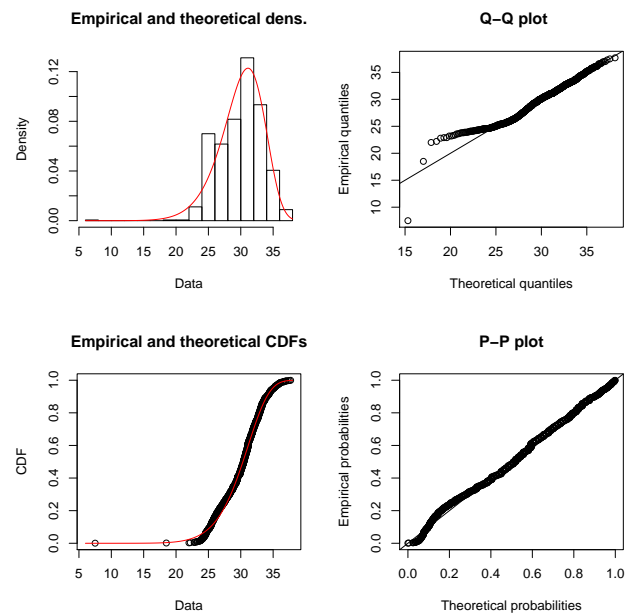 Empirical and theoretical dens.
Density
0.00 0.04 0.08 0.12
5 10 15 20 25 30 35
Data
Q−Q plot
Empirical quantiles
10 15 20 25 30 35
15 20 25 30 35
Theoretical quantiles
Empirical and theoretical CDFs
CDF
0.0 0.2 0.4 0.6 0.8 1.0
5 10 15 20 25 30 35
Data
P−P plot
Empirical probabilities
0.0 0.2 0.4 0.6 0.8 1.0
0.0 0.2 0.4 0.6 0.8 1.0
Theoretical probabilities